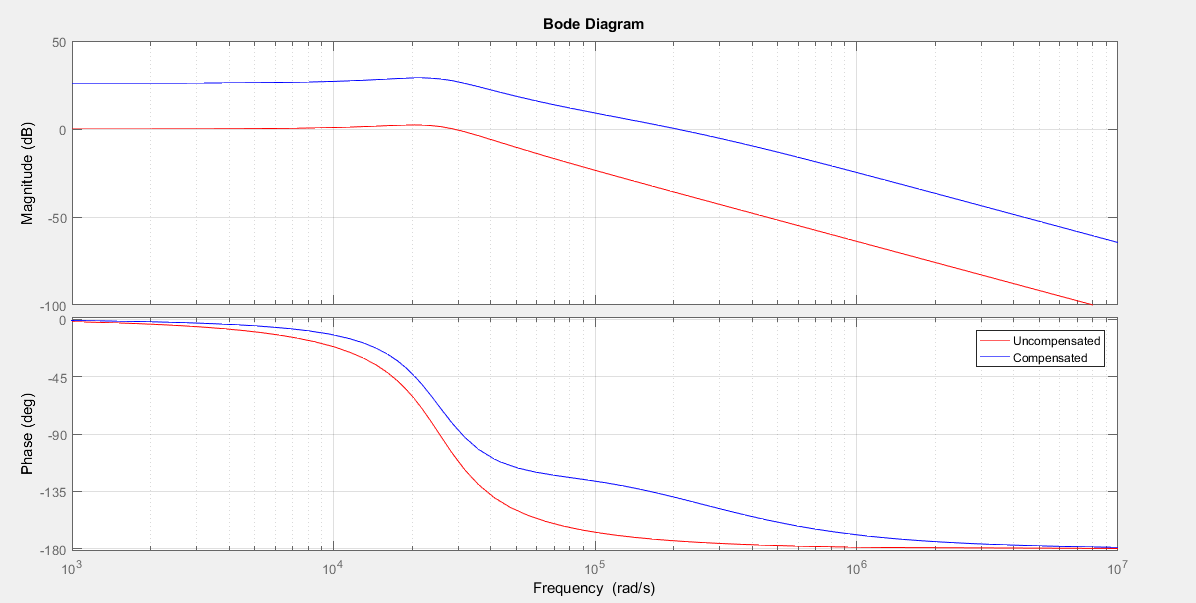 Bode Diagram
Magnitude (dB)
50
0
-50
-100
Phase (deg)
0
-45
-90
-135
-180
Uncompensated
Compensated
10³ 10⁴ 10⁵ 10⁶ 10⁷
Frequency (rad/s)